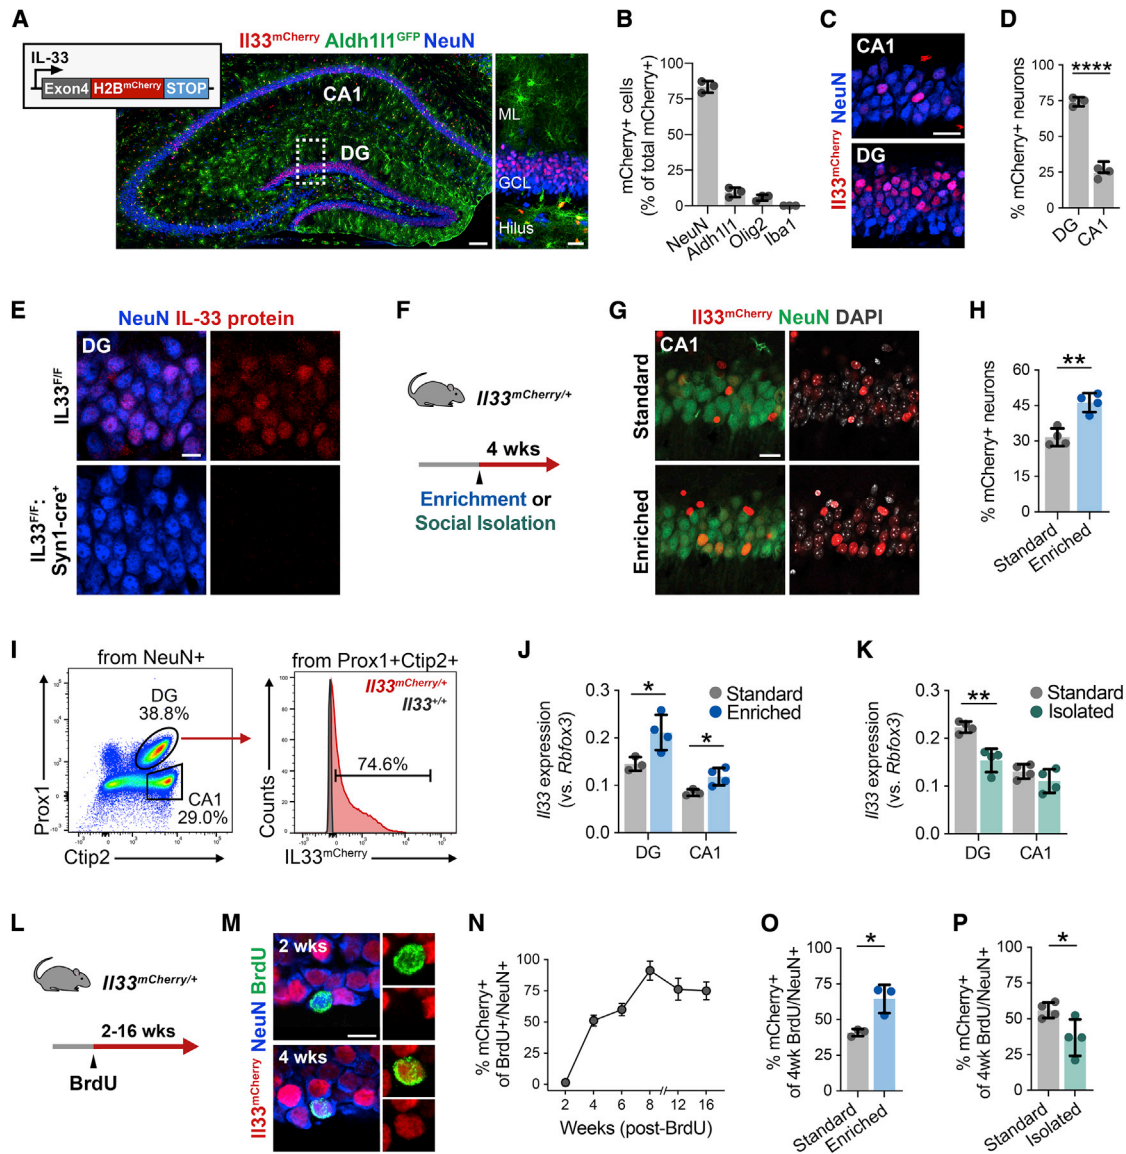 A
Il33mCherry Aldh1l1GFP NeuN
IL-33
Exon4 H2BmCherry STOP
CA1
DG
ML
GCL
Hilus
B
mCherry+ cells
(% of total mCherry+)
100
75
50
25
0
NeuN
Aldh1l1
Olig2
Iba1
C
Il33mCherry NeuN
CA1
DG
D
% mCherry+ neurons
****
100
75
50
25
0
DG
CA1
E
NeuN IL-33 protein
DG
IL33F/F
IL33F/F:
Syn1-cre+
F
Il33mCherry/+
4 wks
Enrichment or
Social Isolation
G
Il33mCherry NeuN DAPI
CA1
Standard
Enriched
H
% mCherry+ neurons
**
60
45
30
15
0
Standard
Enriched
I
from NeuN+
DG
38.8%
CA1
29.0%
Prox1
Ctip2
from Prox1+Ctip2+
Il33mCherry/+
Il33+/+
74.6%
Counts
100
80
60
40
20
0
IL33mCherry
J
Il33 expression
(vs. Rbfox3)
Standard
Enriched
*
*
0.3
0.2
0.1
0.0
DG
CA1
K
Il33 expression
(vs. Rbfox3)
Standard
Isolated
**
0.3
0.2
0.1
0.0
DG
CA1
L
Il33mCherry/+
2-16 wks
BrdU
M
Il33mCherry NeuN BrdU
2 wks
4 wks
N
% mCherry+
of BrdU+/NeuN+
100
75
50
25
0
2 4 6 8 12 16
Weeks (post-BrdU)
O
% mCherry+
of 4wk BrdU/NeuN+
*
100
75
50
25
0
Standard
Enriched
P
% mCherry+
of 4wk BrdU/NeuN+
*
100
75
50
25
0
Standard
Isolated